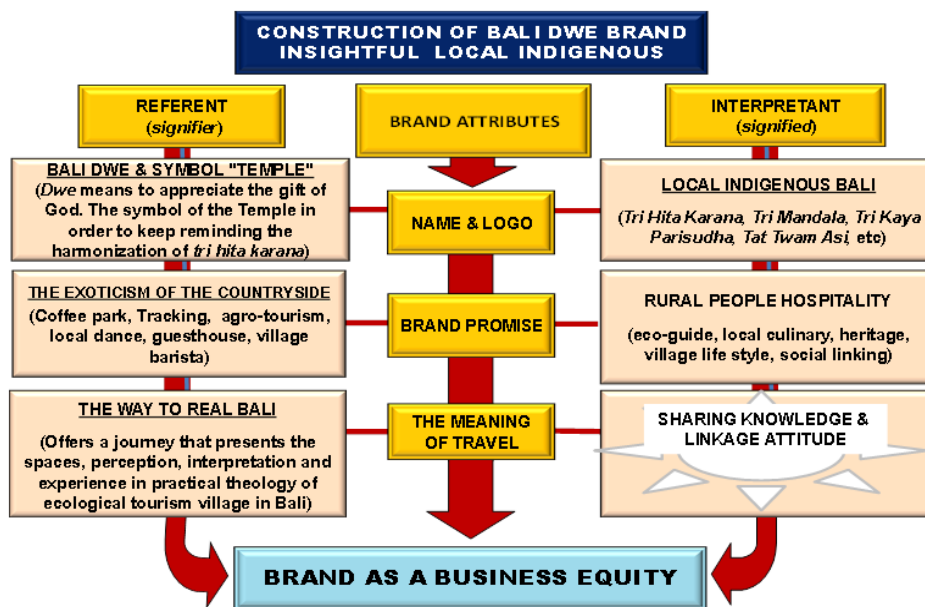 CONSTRUCTION OF BALI DWE BRAND
INSIGHTFUL LOCAL INDIGENOUS
REFERENT
(signifier)
BRAND ATTRIBUTES
INTERPRETANT
(signified)
BALI DWE & SYMBOL "TEMPLE"
(Dwe means to appreciate the gift of
God. The symbol of the Temple in
order to keep reminding the
harmonization of tri hita karana)
NAME & LOGO
LOCAL INDIGENOUS BALI
(Tri Hita Karana, Tri Mandala, Tri Kaya
Parisudha, Tat Twam Asi, etc)
THE EXOTICISM OF THE COUNTRYSIDE
(Coffee park, Tracking, agro-tourism,
local dance, guesthouse, village
barista)
BRAND PROMISE
RURAL PEOPLE HOSPITALITY
(eco-guide, local culinary, heritage,
village life style, social linking)
THE WAY TO REAL BALI
(Offers a journey that presents the
spaces, perception, interpretation and
experience in practical theology of
ecological tourism village in Bali)
THE MEANING
OF TRAVEL
SHARING KNOWLEDGE &
LINKAGE ATTITUDE
BRAND AS A BUSINESS EQUITY